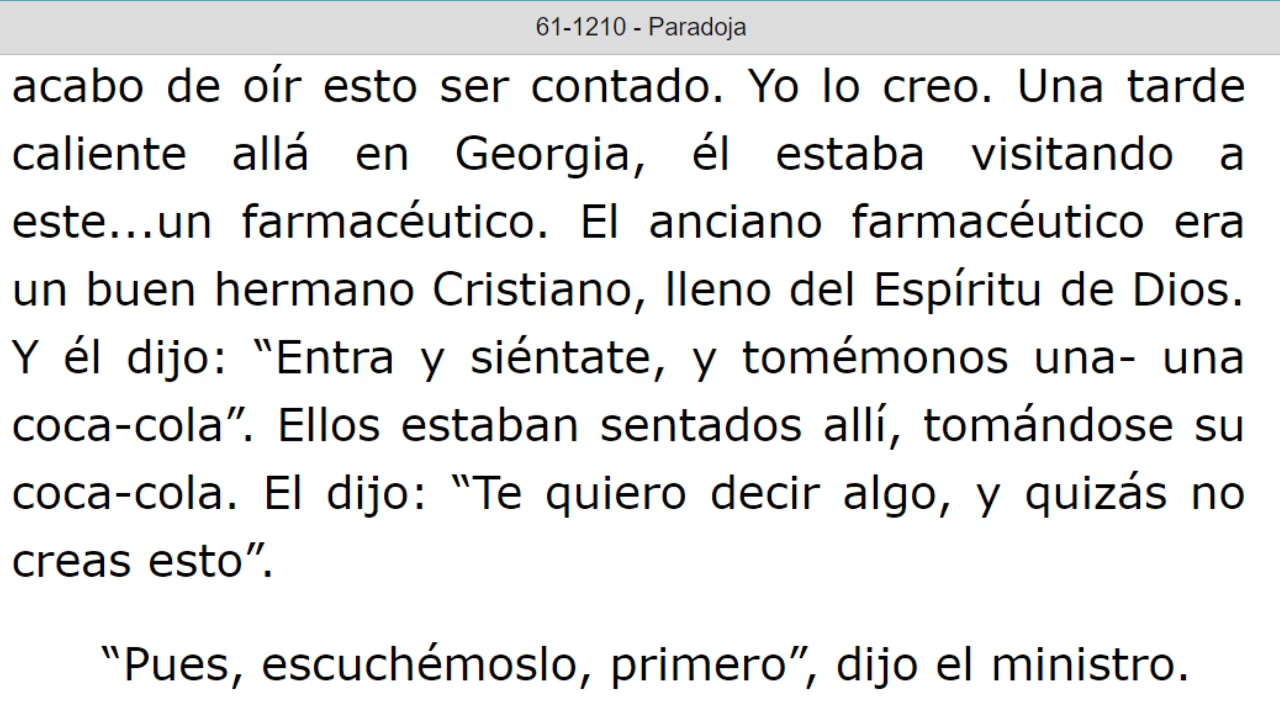 61-1210 - Paradoja
acabo de oír esto ser contado. Yo lo creo. Una tarde
caliente allá en Georgia, él estaba visitando a
este...un farmacéutico. El anciano farmacéutico era
un buen hermano Cristiano, lleno del Espíritu de Dios.
Y él dijo: “Entra y siéntate, y tomémonos una- una
coca-cola”. Ellos estaban sentados allí, tomándose su
coca-cola. El dijo: “Te quiero decir algo, y quizás no
creas esto”.
“Pues, escuchémoslo, primero”, dijo el ministro.